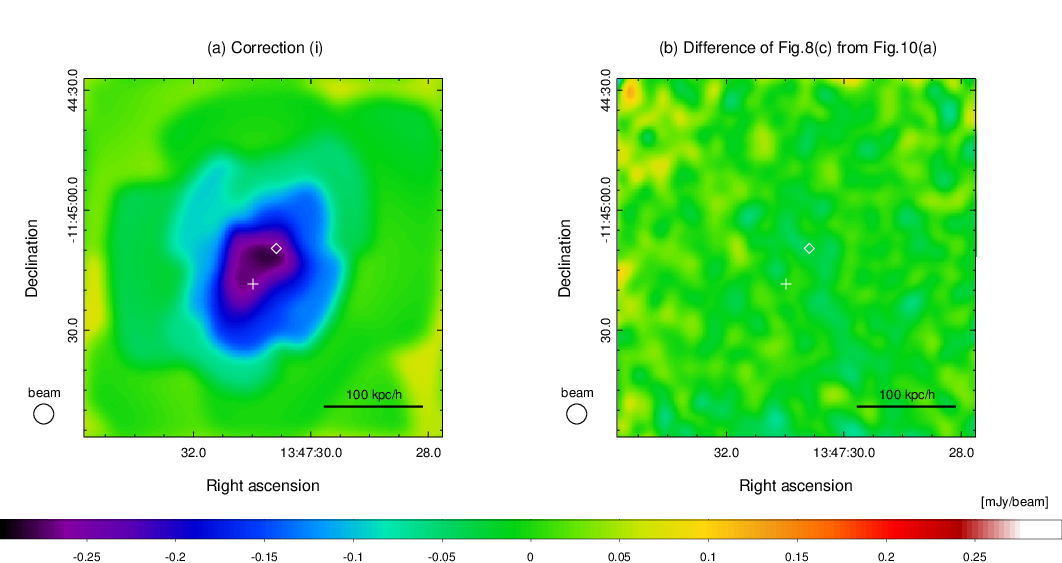 (a) Correction (i)
(b) Difference of Fig.8(c) from Fig.10(a)
Declination
44:30.0
-11:45:00.0
30.0
beam
100 kpc/h
32.0
13:47:30.0
28.0
Right ascension
Declination
44:30.0
-11:45:00.0
30.0
beam
100 kpc/h
32.0
13:47:30.0
28.0
Right ascension
[mJy/beam]
-0.25 -0.2 -0.15 -0.1 -0.05 0 0.05 0.1 0.15 0.2 0.25